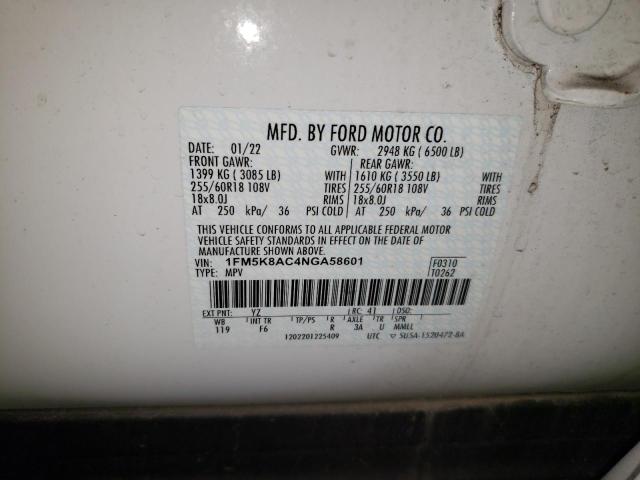 MFD. BY FORD MOTOR CO.
DATE: 01/22 GVWR: 2948 KG ( 6500 LB)
FRONT GAWR: REAR GAWR:
1399 KG ( 3085 LB) WITH 1610 KG ( 3550 LB) WITH
255/60R18 108V TIRES 255/60R18 108V TIRES
18x8.0J RIMS 18x8.0J RIMS
AT 250 kPa/ 36 PSI COLD AT 250 kPa/ 36 PSI COLD
THIS VEHICLE CONFORMS TO ALL APPLICABLE FEDERAL MOTOR
VEHICLE SAFETY STANDARDS IN EFFECT ON THE DATE OF
MANUFACTURE SHOWN ABOVE.
VIN: 1FM5K8AC4NGA58601 F0310
TYPE: MPV T0262
EXT PNT: YZ RC: 41 DSO:
WB INT TR TP/PS R AXLE TR SPR
119 F6 R 3A U MMLL
1202201225409 UTC 5U5A-1520472-BA